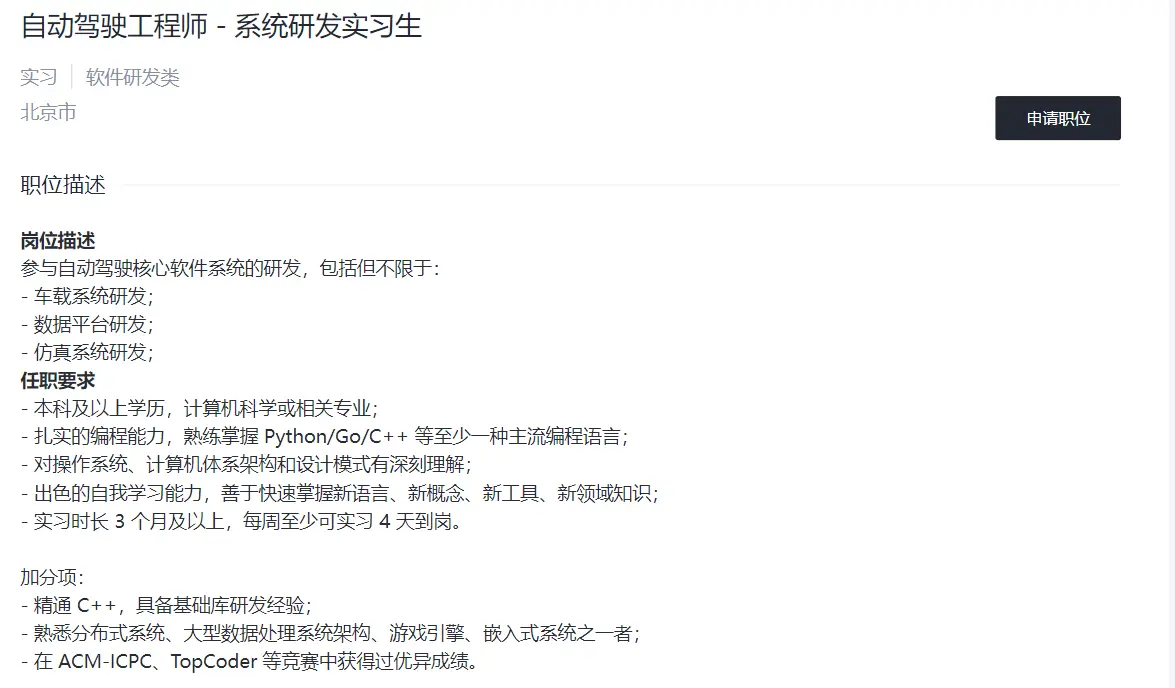 自动驾驶工程师 - 系统研发实习生
实习 | 软件研发类
北京市
申请职位
职位描述
岗位描述
参与自动驾驶核心软件系统的研发，包括但不限于：
- 车载系统研发；
- 数据平台研发；
- 仿真系统研发；
任职要求
- 本科及以上学历，计算机科学或相关专业；
- 扎实的编程能力，熟练掌握 Python/Go/C++ 等至少一种主流编程语言；
- 对操作系统、计算机体系架构和设计模式有深刻理解；
- 出色的自我学习能力，善于快速掌握新语言、新概念、新工具、新领域知识；
- 实习时长 3 个月及以上，每周至少可实习 4 天到岗。
加分项：
- 精通 C++，具备基础库研发经验；
- 熟悉分布式系统、大型数据处理系统架构、游戏引擎、嵌入式系统之一者；
- 在 ACM-ICPC、TopCoder 等竞赛中获得过优异成绩。